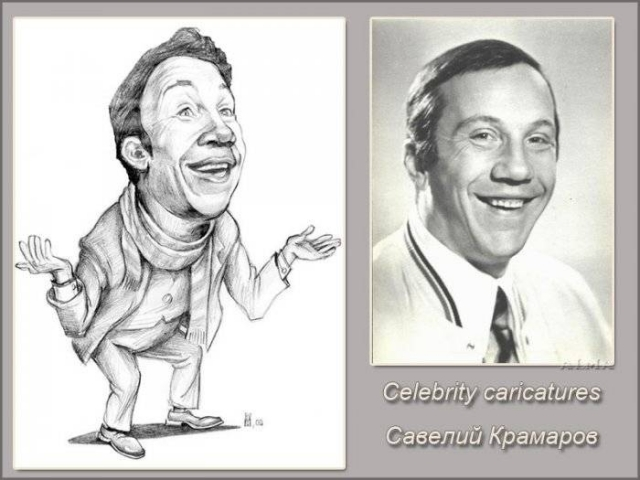 Celebrity caricatures
Савелий Крамаров